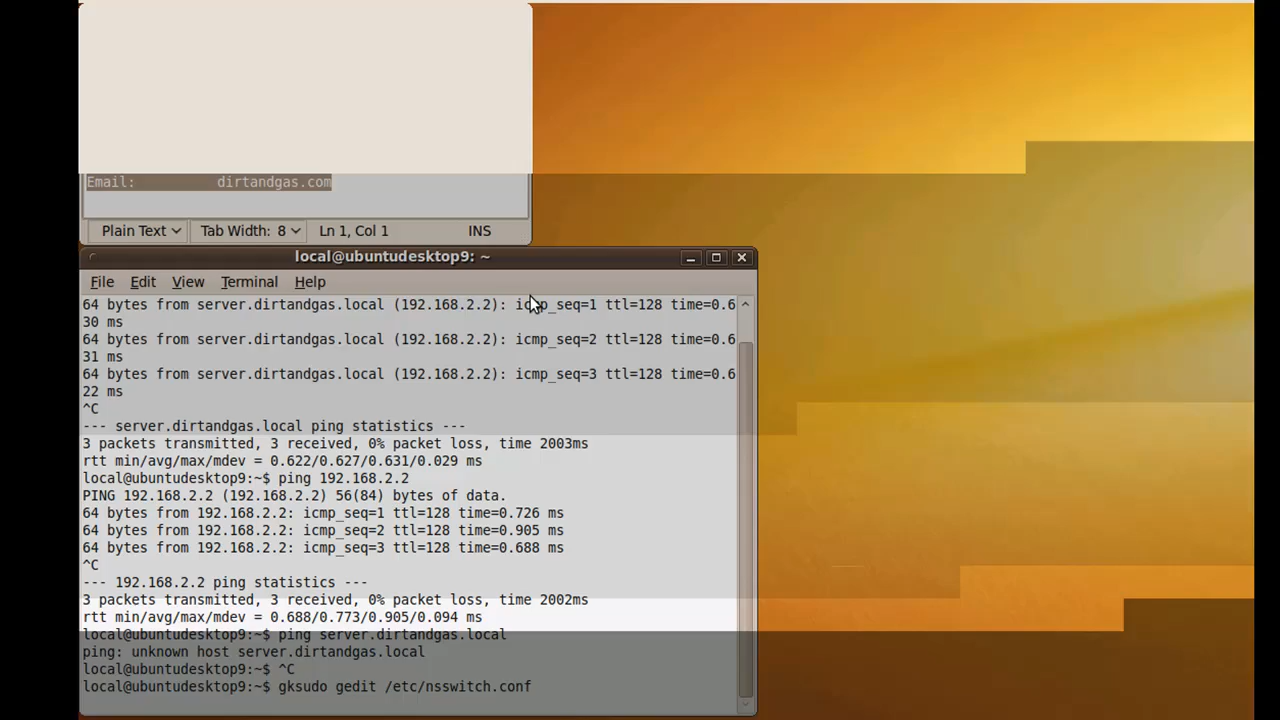 Email:          dirtandgas.com
Plain Text Tab Width: 8 Ln 1, Col 1 INS
local@ubuntudesktop9: ~
File Edit View Terminal Help
64 bytes from server.dirtandgas.local (192.168.2.2): icmp_seq=1 ttl=128 time=0.6
30 ms
64 bytes from server.dirtandgas.local (192.168.2.2): icmp_seq=2 ttl=128 time=0.6
31 ms
64 bytes from server.dirtandgas.local (192.168.2.2): icmp_seq=3 ttl=128 time=0.6
22 ms
^C
--- server.dirtandgas.local ping statistics ---
3 packets transmitted, 3 received, 0% packet loss, time 2003ms
rtt min/avg/max/mdev = 0.622/0.627/0.631/0.029 ms
local@ubuntudesktop9:~$ ping 192.168.2.2
PING 192.168.2.2 (192.168.2.2) 56(84) bytes of data.
64 bytes from 192.168.2.2: icmp_seq=1 ttl=128 time=0.726 ms
64 bytes from 192.168.2.2: icmp_seq=2 ttl=128 time=0.905 ms
64 bytes from 192.168.2.2: icmp_seq=3 ttl=128 time=0.688 ms
^C
--- 192.168.2.2 ping statistics ---
3 packets transmitted, 3 received, 0% packet loss, time 2002ms
rtt min/avg/max/mdev = 0.688/0.773/0.905/0.094 ms
local@ubuntudesktop9:~$ ping server.dirtandgas.local
ping: unknown host server.dirtandgas.local
local@ubuntudesktop9:~$ ^C
local@ubuntudesktop9:~$ gksudo gedit /etc/nsswitch.conf